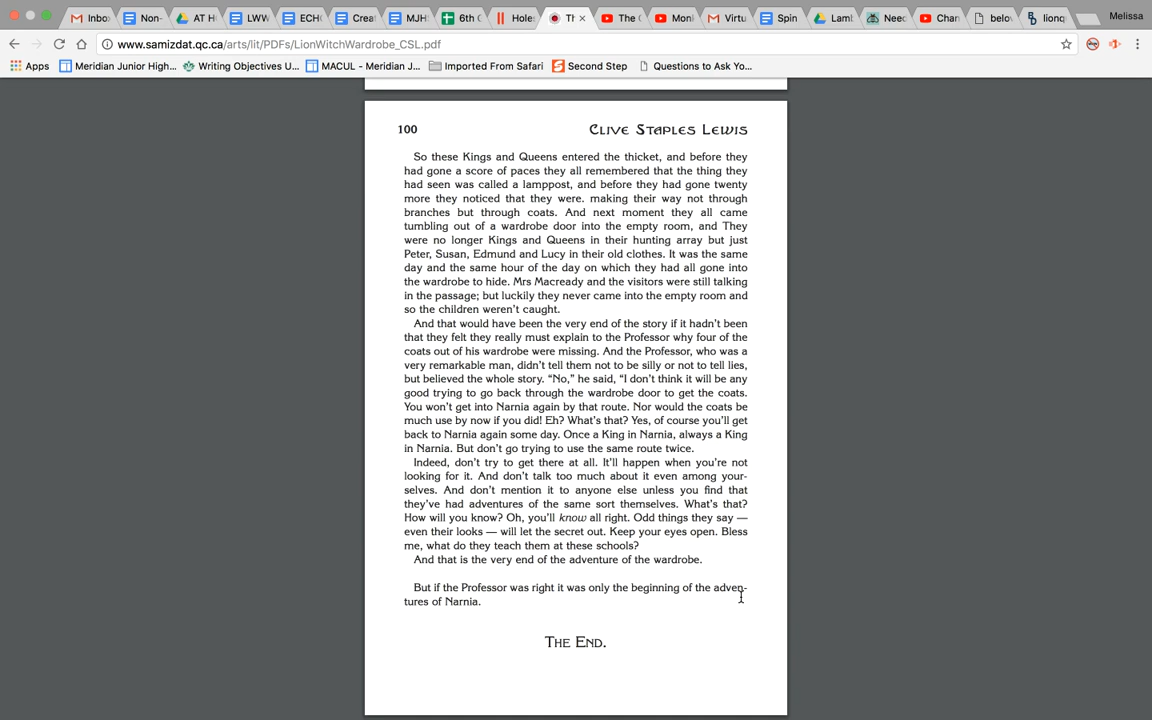 Inbo
Non-
AT H
LWW
ECHO
Creat
MJH
6th C
Hole
Th
The C
Monk
Virtu
Spin
Lamb
Need
Chan
belo
lionq
Melissa
www.samizdat.qc.ca/arts/lit/PDFs/LionWitchWardrobe_CSL.pdf
Apps
Meridian Junior High...
Writing Objectives U...
MACUL - Meridian J...
Imported From Safari
Second Step
Questions to Ask Yo...
100
Clive Staples Lewis
So these Kings and Queens entered the thicket, and before they
had gone a score of paces they all remembered that the thing they
had seen was called a lamppost, and before they had gone twenty
more they noticed that they were. making their way not through
branches but through coats. And next moment they all came
tumbling out of a wardrobe door into the empty room, and They
were no longer Kings and Queens in their hunting array but just
Peter, Susan, Edmund and Lucy in their old clothes. It was the same
day and the same hour of the day on which they had all gone into
the wardrobe to hide. Mrs Macready and the visitors were still talking
in the passage; but luckily they never came into the empty room and
so the children weren't caught.
And that would have been the very end of the story if it hadn't been
that they felt they really must explain to the Professor why four of the
coats out of his wardrobe were missing. And the Professor, who was a
very remarkable man, didn't tell them not to be silly or not to tell lies,
but believed the whole story. “No,” he said, “I don't think it will be any
good trying to go back through the wardrobe door to get the coats.
You won't get into Narnia again by that route. Nor would the coats be
much use by now if you did! Eh? What's that? Yes, of course you'll get
back to Narnia again some day. Once a King in Narnia, always a King
in Narnia. But don't go trying to use the same route twice.
Indeed, don't try to get there at all. It'll happen when you're not
looking for it. And don't talk too much about it even among your-
selves. And don't mention it to anyone else unless you find that
they've had adventures of the same sort themselves. What's that?
How will you know? Oh, you'll know all right. Odd things they say —
even their looks — will let the secret out. Keep your eyes open. Bless
me, what do they teach them at these schools?
And that is the very end of the adventure of the wardrobe.
But if the Professor was right it was only the beginning of the adven-
tures of Narnia.
The End.